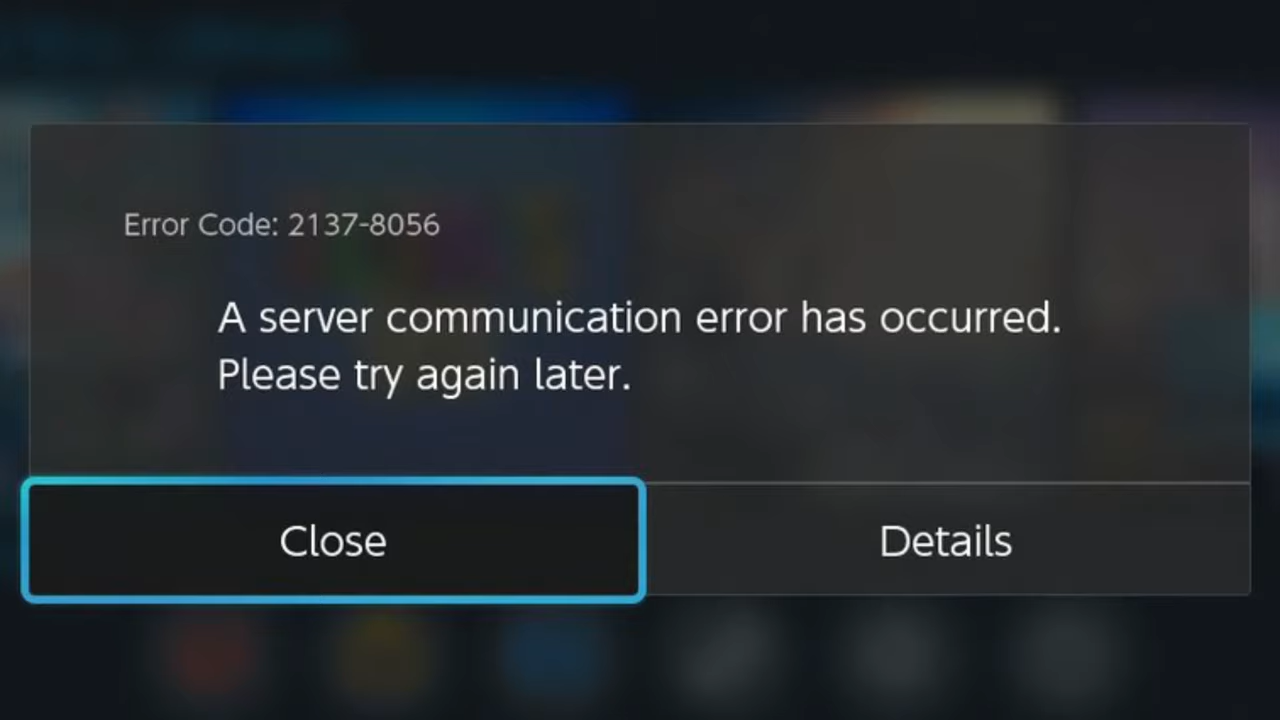 Error Code: 2137-8056
A server communication error has occurred.
Please try again later.
Close
Details